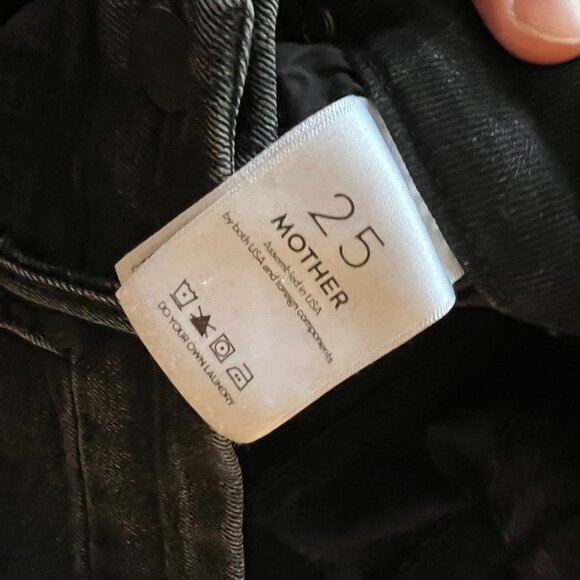 25
MOTHER
Assembled in USA
by both USA and foreign components
DO YOUR OWN LAUNDRY